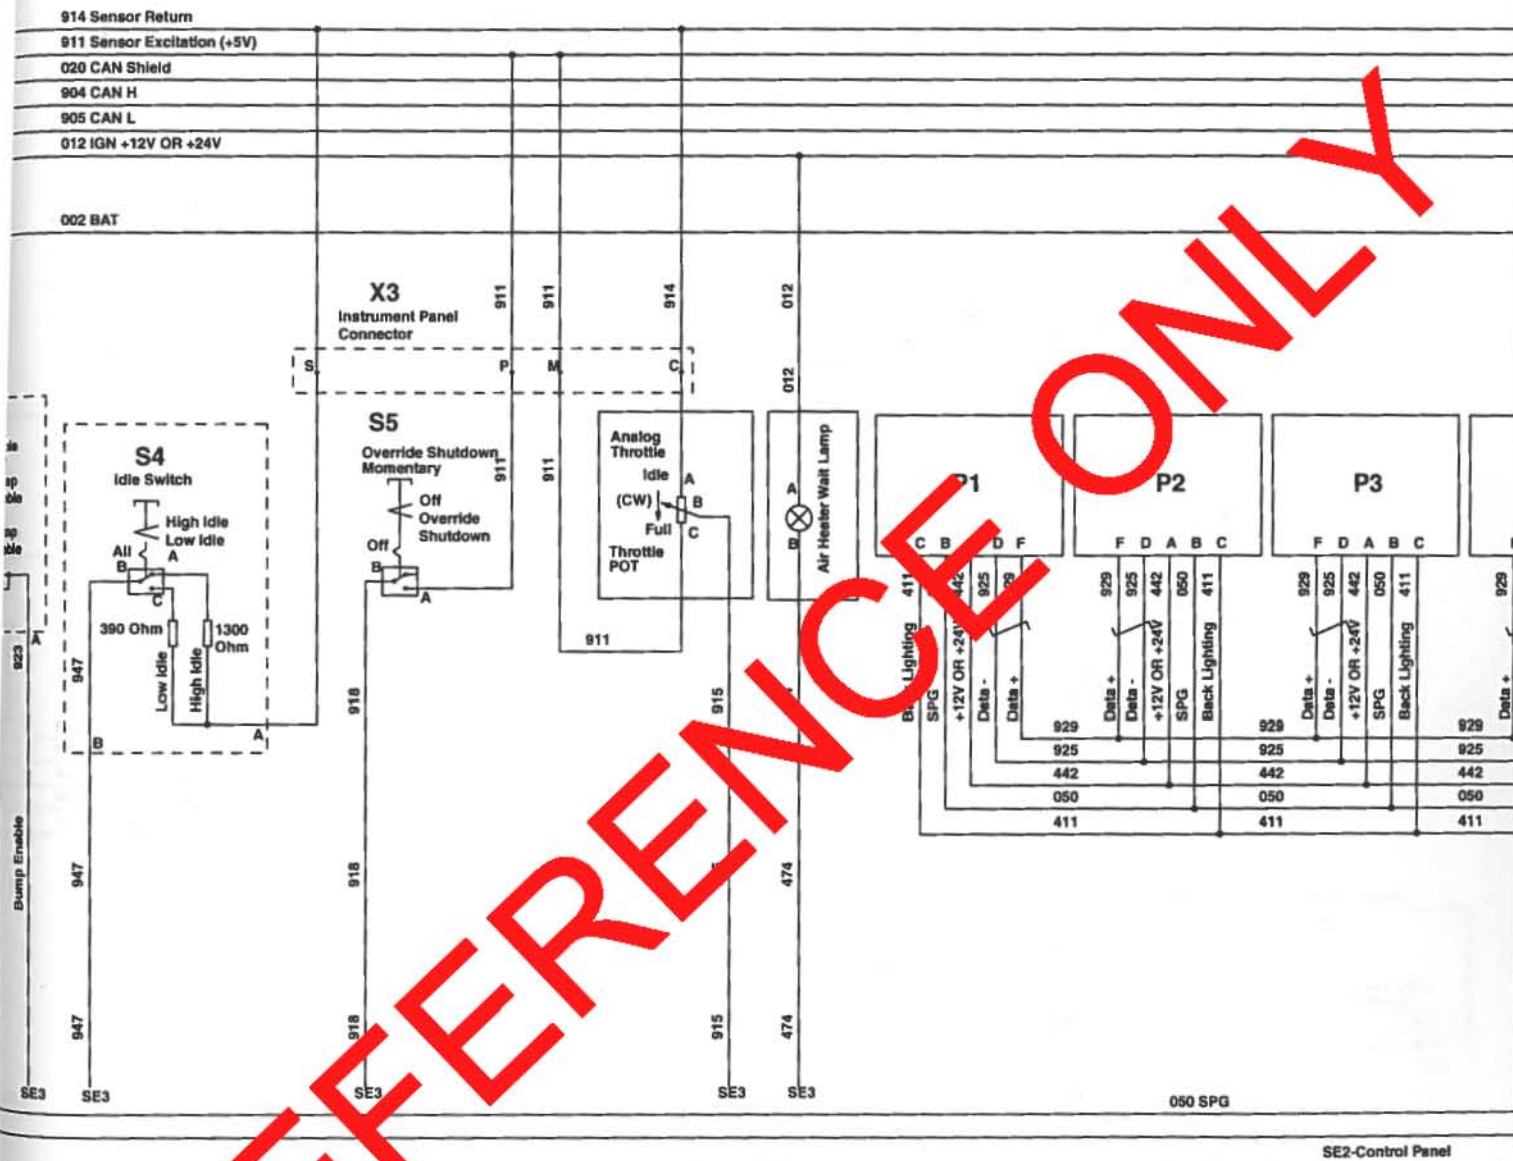 914 Sensor Return
911 Sensor Excitation (+5V)
020 CAN Shield
904 CAN H
905 CAN L
012 IGN +12V OR +24V
002 BAT
X3
Instrument Panel
Connector
911
911
914
012
S
P
M
C
012
S4
Idle Switch
High Idle
Low Idle
All
B
A
C
390 Ohm
1300
Ohm
Low Idle
High Idle
A
B
947
947
947
SE3
A
923
Bump Enable
SE3
S5
Override Shutdown
Momentary
Off
Override
Shutdown
Off
B
A
911
918
918
918
SE3
911
Analog
Throttle
Idle
(CW)
Full
A
B
C
Throttle
POT
911
915
915
SE3
Air Heater Wait Lamp
A
B
474
474
SE3
P1
C B D F
411
442
925
Back Lighting
SPG
+12V OR +24V
Data -
Data +
P2
F D A B C
929
925
442
050
411
Data +
Data -
+12V OR +24V
SPG
Back Lighting
P3
F D A B C
929
925
442
050
411
Data +
Data -
+12V OR +24V
SPG
Back Lighting
929
Data +
929 929 929
925 925 925
442 442 442
050 050 050
411 411 411
050 SPG
SE2-Control Panel
FERENCE ONLY